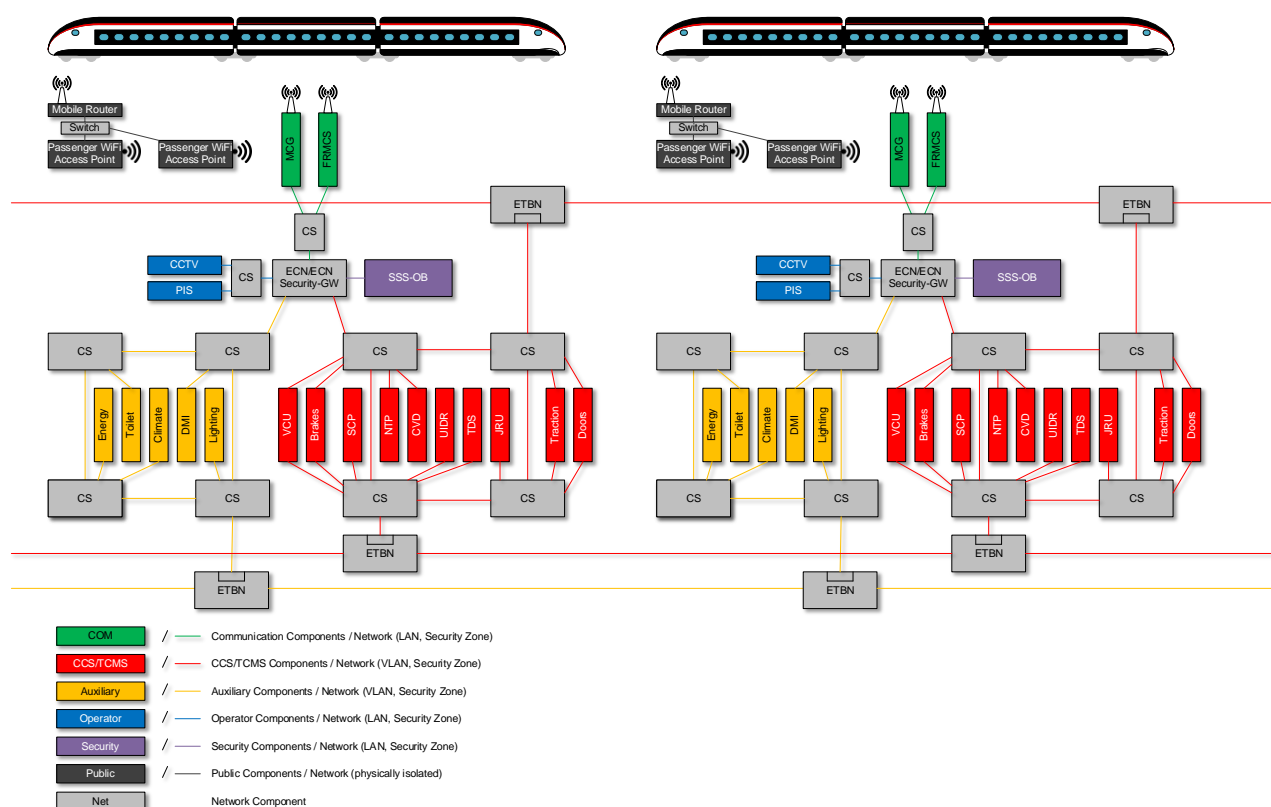 Mobile Router
Switch
Passenger WiFi
Access Point
Passenger WiFi
Access Point
MCG
FRMCS
ETBN
CS
CCTV
PIS
CS
ECN/ECN
Security-GW
SSS-OB
CS
CS
CS
CS
Energy
Toilet
Climate
DMI
Lighting
VCU
Brakes
SCP
NTP
CVD
UIDR
TDS
JRU
Traction
Doors
CS
CS
CS
CS
ETBN
ETBN
Mobile Router
Switch
Passenger WiFi
Access Point
Passenger WiFi
Access Point
MCG
FRMCS
ETBN
CS
CCTV
PIS
CS
ECN/ECN
Security-GW
SSS-OB
CS
CS
CS
CS
Energy
Toilet
Climate
DMI
Lighting
VCU
Brakes
SCP
NTP
CVD
UIDR
TDS
JRU
Traction
Doors
CS
CS
CS
CS
ETBN
ETBN
COM / Communication Components / Network (LAN, Security Zone)
CCS/TCMS / CCS/TCMS Components / Network (VLAN, Security Zone)
Auxiliary / Auxiliary Components / Network (VLAN, Security Zone)
Operator / Operator Components / Network (LAN, Security Zone)
Security / Security Components / Network (LAN, Security Zone)
Public / Public Components / Network (physically isolated)
Net Network Component